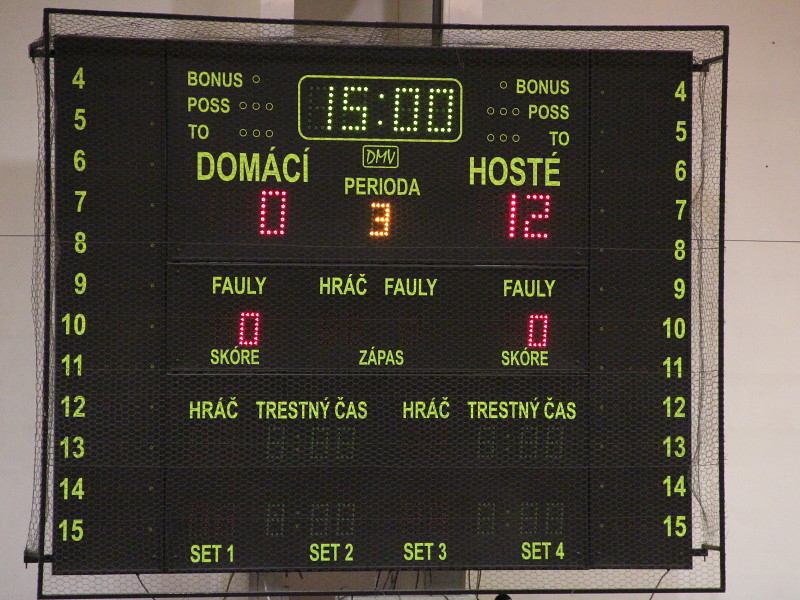 BONUS 15:00 BONUS
POSS POSS
TO TO
DOMÁCÍ DMV HOSTÉ
PERIODA
0 3 12
FAULY HRÁČ FAULY FAULY
0 0
SKÓRE ZÁPAS SKÓRE
HRÁČ TRESTNÝ ČAS HRÁČ TRESTNÝ ČAS
SET 1 SET 2 SET 3 SET 4
4 4
5 5
6 6
7 7
8 8
9 9
10 10
11 11
12 12
13 13
14 14
15 15